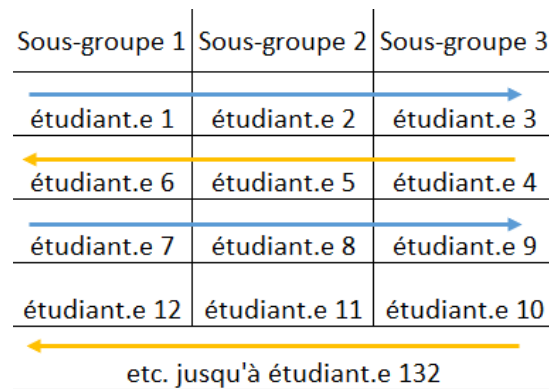 Sous-groupe 1 Sous-groupe 2 Sous-groupe 3
étudiant.e 1 étudiant.e 2 étudiant.e 3
étudiant.e 6 étudiant.e 5 étudiant.e 4
étudiant.e 7 étudiant.e 8 étudiant.e 9
étudiant.e 12 étudiant.e 11 étudiant.e 10
etc. jusqu'à étudiant.e 132